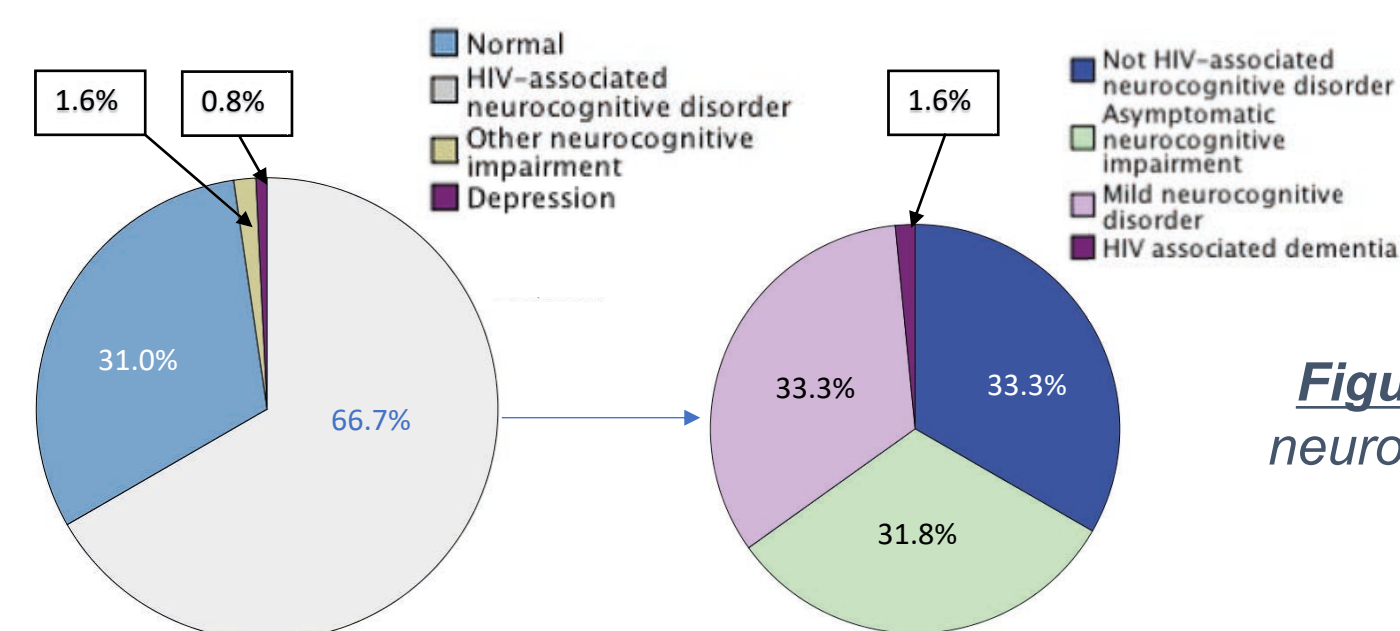 1.6%
0.8%
Normal
HIV–associated
neurocognitive disorder
Other neurocognitive
impairment
Depression
31.0%
66.7%
1.6%
Not HIV–associated
neurocognitive disorder
Asymptomatic
neurocognitive
impairment
Mild neurocognitive
disorder
HIV associated dementia
33.3%
33.3%
31.8%
Figu
neuro